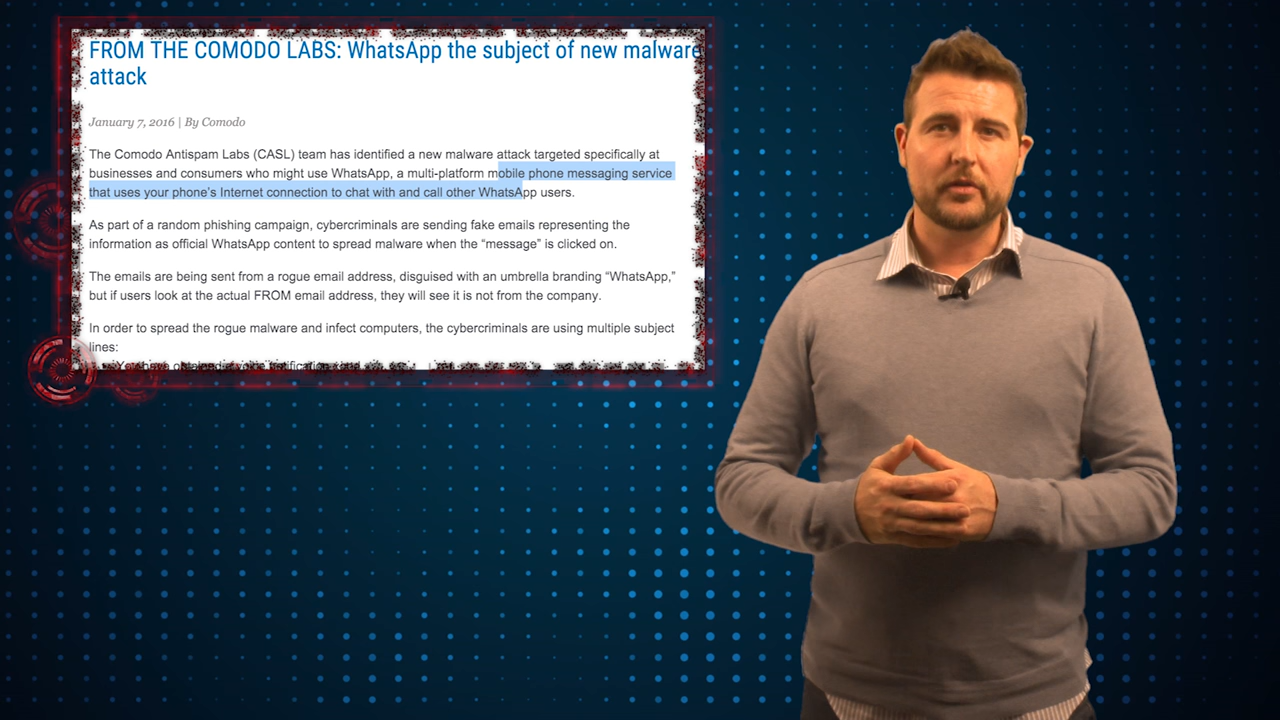 FROM THE COMODO LABS: WhatsApp the subject of new malware
attack
January 7, 2016 | By Comodo
The Comodo Antispam Labs (CASL) team has identified a new malware attack targeted specifically at
businesses and consumers who might use WhatsApp, a multi-platform mobile phone messaging service
that uses your phone's Internet connection to chat with and call other WhatsApp users.
As part of a random phishing campaign, cybercriminals are sending fake emails representing the
information as official WhatsApp content to spread malware when the “message” is clicked on.
The emails are being sent from a rogue email address, disguised with an umbrella branding “WhatsApp,”
but if users look at the actual FROM email address, they will see it is not from the company.
In order to spread the rogue malware and infect computers, the cybercriminals are using multiple subject
lines: